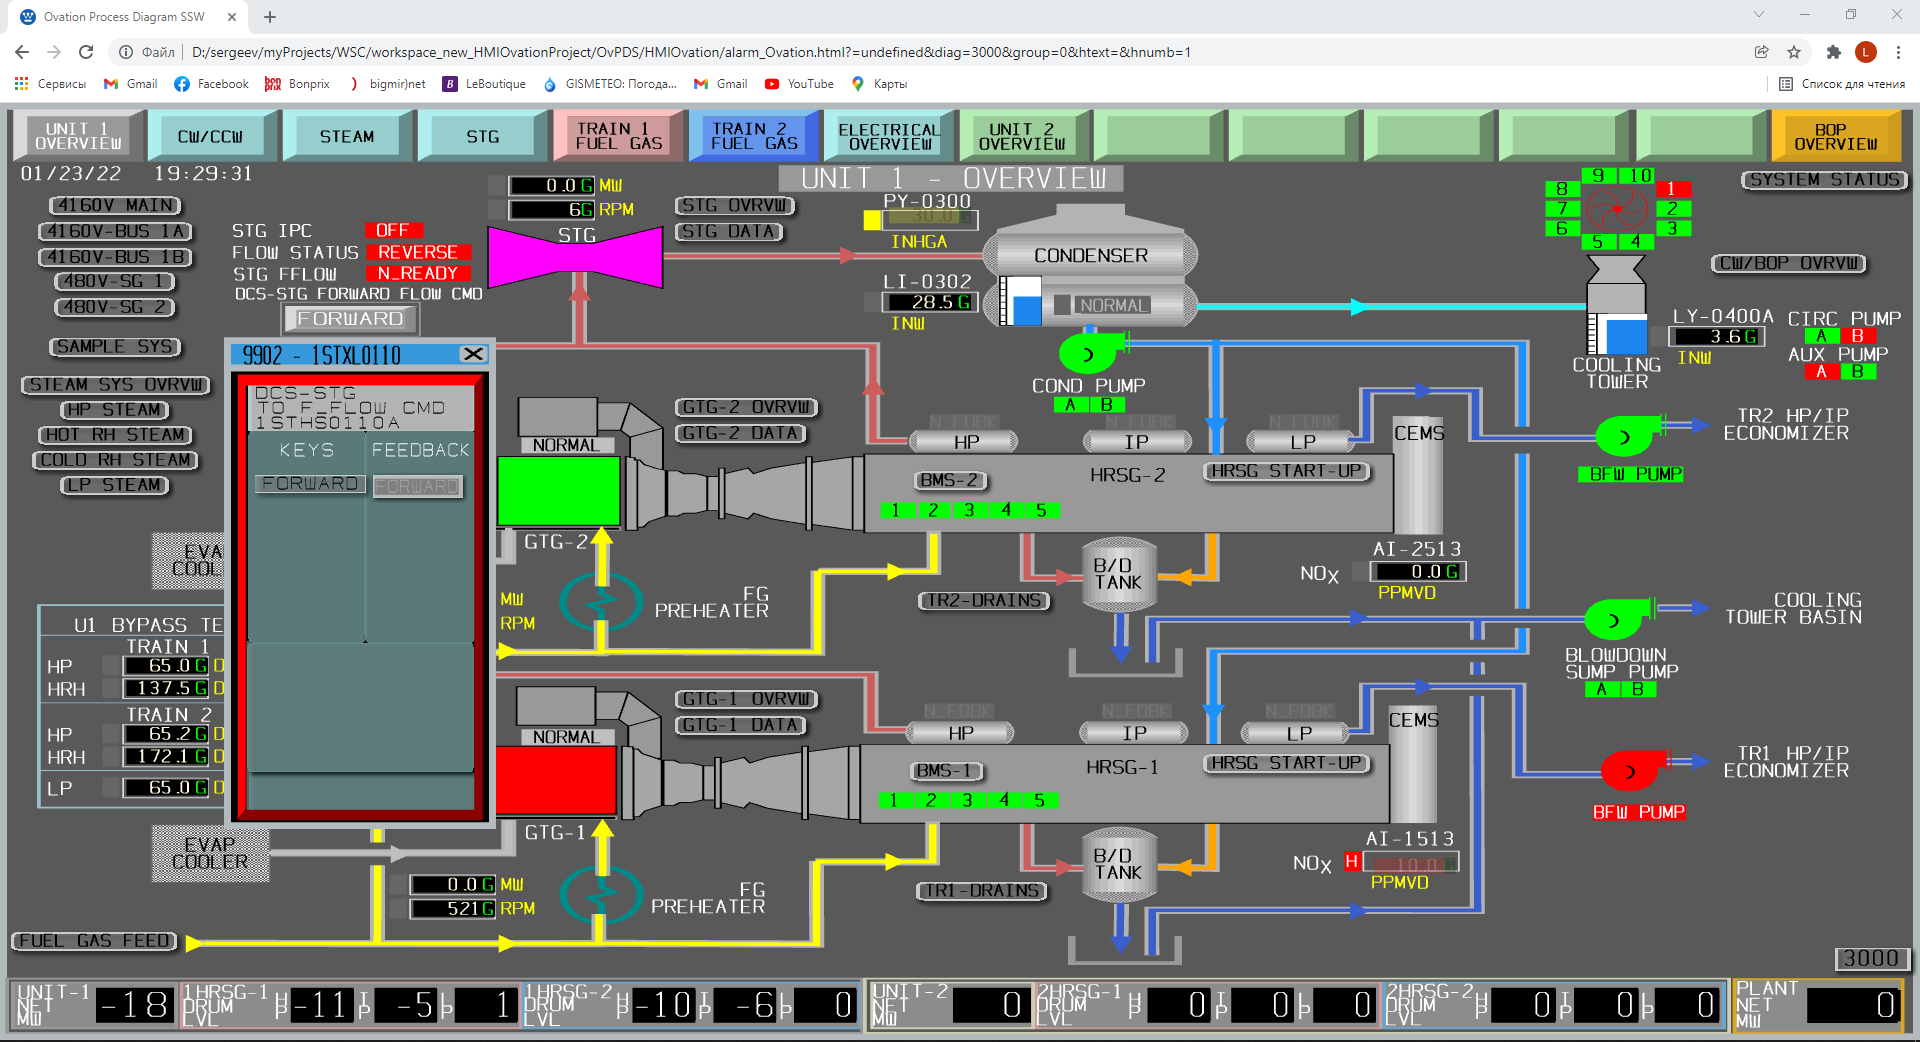 Ovation Process Diagram SSW
Файл
D:/sergeev/myProjects/WSC/workspace_new_HMIOvationProject/OvPDS/HMIOvation/alarm_Ovation.html?=undefined&diag=3000&group=0&htext=&hnumb=1
L
Сервисы
Gmail
Facebook
bon prix
Bonprix
bigmir)net
B
LeBoutique
GISMETEO: Погода...
Gmail
YouTube
Карты
Список для чтения
UNIT 1 OVERVIEW
CW/CCW
STEAM
STG
TRAIN 1 FUEL GAS
TRAIN 2 FUEL GAS
ELECTRICAL OVERVIEW
UNIT 2 OVERVIEW
BOP OVERVIEW
01/23/22 19:29:31
UNIT 1 - OVERVIEW
SYSTEM STATUS
4160V MAIN
4160V-BUS 1A
4160V-BUS 1B
480V-SG 1
480V-SG 2
SAMPLE SYS
STEAM SYS OVRVW
HP STEAM
HOT RH STEAM
COLD RH STEAM
LP STEAM
STG IPC OFF
FLOW STATUS REVERSE
STG FFLOW N_READY
DCS-STG FORWARD FLOW CMD
FORWARD
0.0 G MW
6G RPM
STG
STG OVRVW
STG DATA
PY-0300
30.0 G
INHGA
LI-0302
28.5 G
INW
CONDENSER
NORMAL
8 9 10 1
7 2
6 5 4 3
CW/BOP OVRVW
LY-0400A
3.6 G
INW
COOLING TOWER
CIRC PUMP
A B
AUX PUMP
A B
COND PUMP
A B
9902 - 1STXL0110
DCS-STG
TO F_FLOW CMD
1STHS0110A
KEYS FEEDBACK
FORWARD FORWARD
NORMAL
GTG-2 OVRVW
GTG-2 DATA
GTG-2
N_FDBK
HP
IP
N_FDBK
N_FDBK
LP
CEMS
BMS-2
1 2 3 4 5
HRSG-2
HRSG START-UP
TR2 HP/IP ECONOMIZER
BFW PUMP
EVA
COOL
MW
RPM
FG PREHEATER
TR2-DRAINS
B/D TANK
AI-2513
NOx
0.0 G
PPMVD
COOLING TOWER BASIN
BLOWDOWN SUMP PUMP
A B
U1 BYPASS TE
TRAIN 1
HP 65.0 G D
HRH 137.5 G D
TRAIN 2
HP 65.2 G
HRH 172.1 G
LP 65.0 G
NORMAL
GTG-1 OVRVW
GTG-1 DATA
GTG-1
N_FDBK
HP
N_FDBK
IP
N_FDBK
LP
CEMS
BMS-1
1 2 3 4 5
HRSG-1
HRSG START-UP
TR1 HP/IP ECONOMIZER
BFW PUMP
EVAP COOLER
0.0 G MW
521G RPM
FG PREHEATER
TR1-DRAINS
B/D TANK
AI-1513
NOx
H
10.0
PPMVD
FUEL GAS FEED
3000
UNIT-1 NET MW -18
1HRSG-1 DRUM LVL HP -11 IP -5 LP 1
1HRSG-2 DRUM LVL HP -10 IP -6 LP 0
UNIT-2 NET MW 0
2HRSG-1 DRUM LVL HP 0 IP 0 LP 0
2HRSG-2 DRUM LVL HP 0 IP 0 LP 0
PLANT NET MW 0